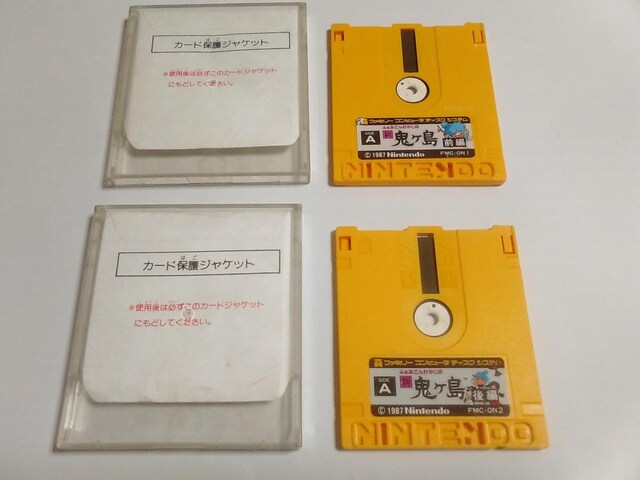 カード保護ジャケット
※使用後は必ずこのカードジャケット
にもどしてください。
ファミリー コンピュータ ディスク システム
ふぁみこんむかし話
SIDE A
新 鬼ヶ島 前編
© 1987 Nintendo FMC-ON1
NINTENDO
カード保護ジャケット
ほご
※使用後は必ずこのカードジャケット
にもどしてください。
ファミリー コンピュータ ディスク システム
ふぁみこんむかし話
SIDE A
新 鬼ヶ島 後編
© 1987 Nintendo FMC-ON2
NINTENDO